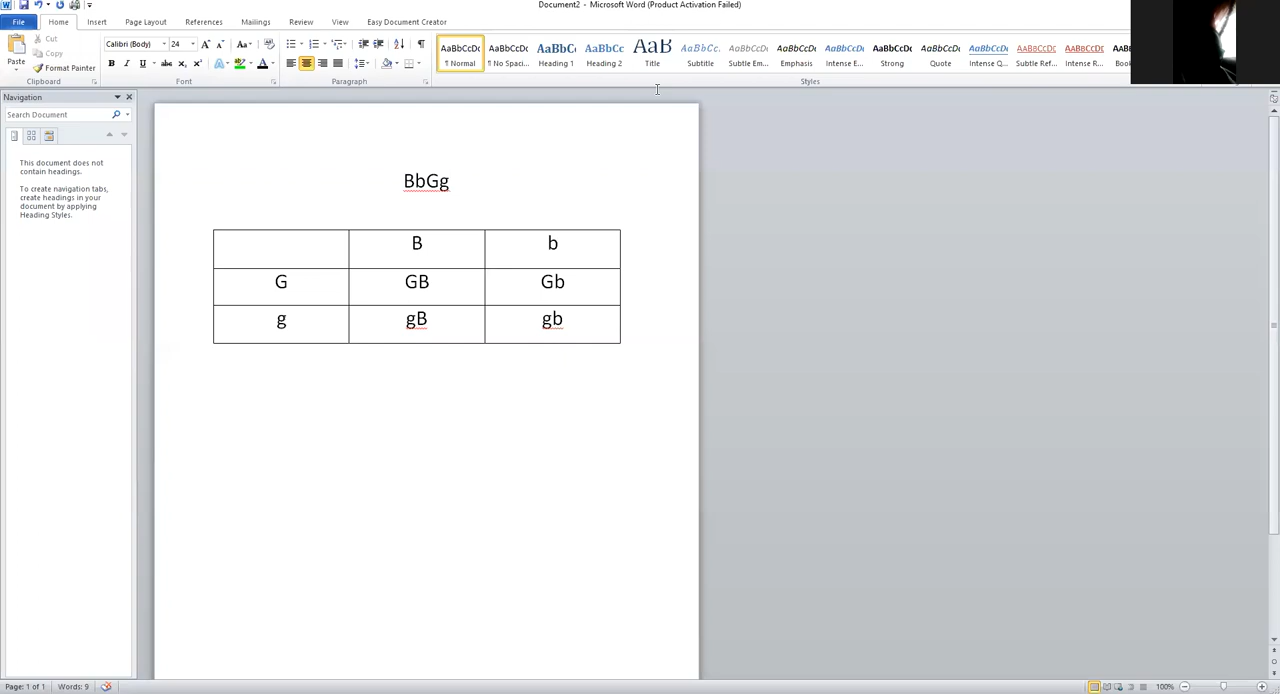 Document2 - Microsoft Word (Product Activation Failed)
File Home Insert Page Layout References Mailings Review View Easy Document Creator
Paste
Cut
Copy
Format Painter
Clipboard
Calibri (Body) 24
Font
Paragraph
AaBbCcDc AaBbCcDc AaBbC AaBbCc AaB AaBbCc. AaBbCcDc AaBbCcDc AaBbCcDc AaBbCcDc AaBbCcDc AaBbCcDc AABBCCDC AABBCCDC AABB
¶ Normal ¶ No Spaci... Heading 1 Heading 2 Title Subtitle Subtle Em... Emphasis Intense E... Strong Quote Intense Q... Subtle Ref... Intense R... Book
Styles
Navigation
Search Document
This document does not
contain headings.
To create navigation tabs,
create headings in your
document by applying
Heading Styles.
BbGg
B b
G GB Gb
g gB gb
Page: 1 of 1 Words: 9 100%